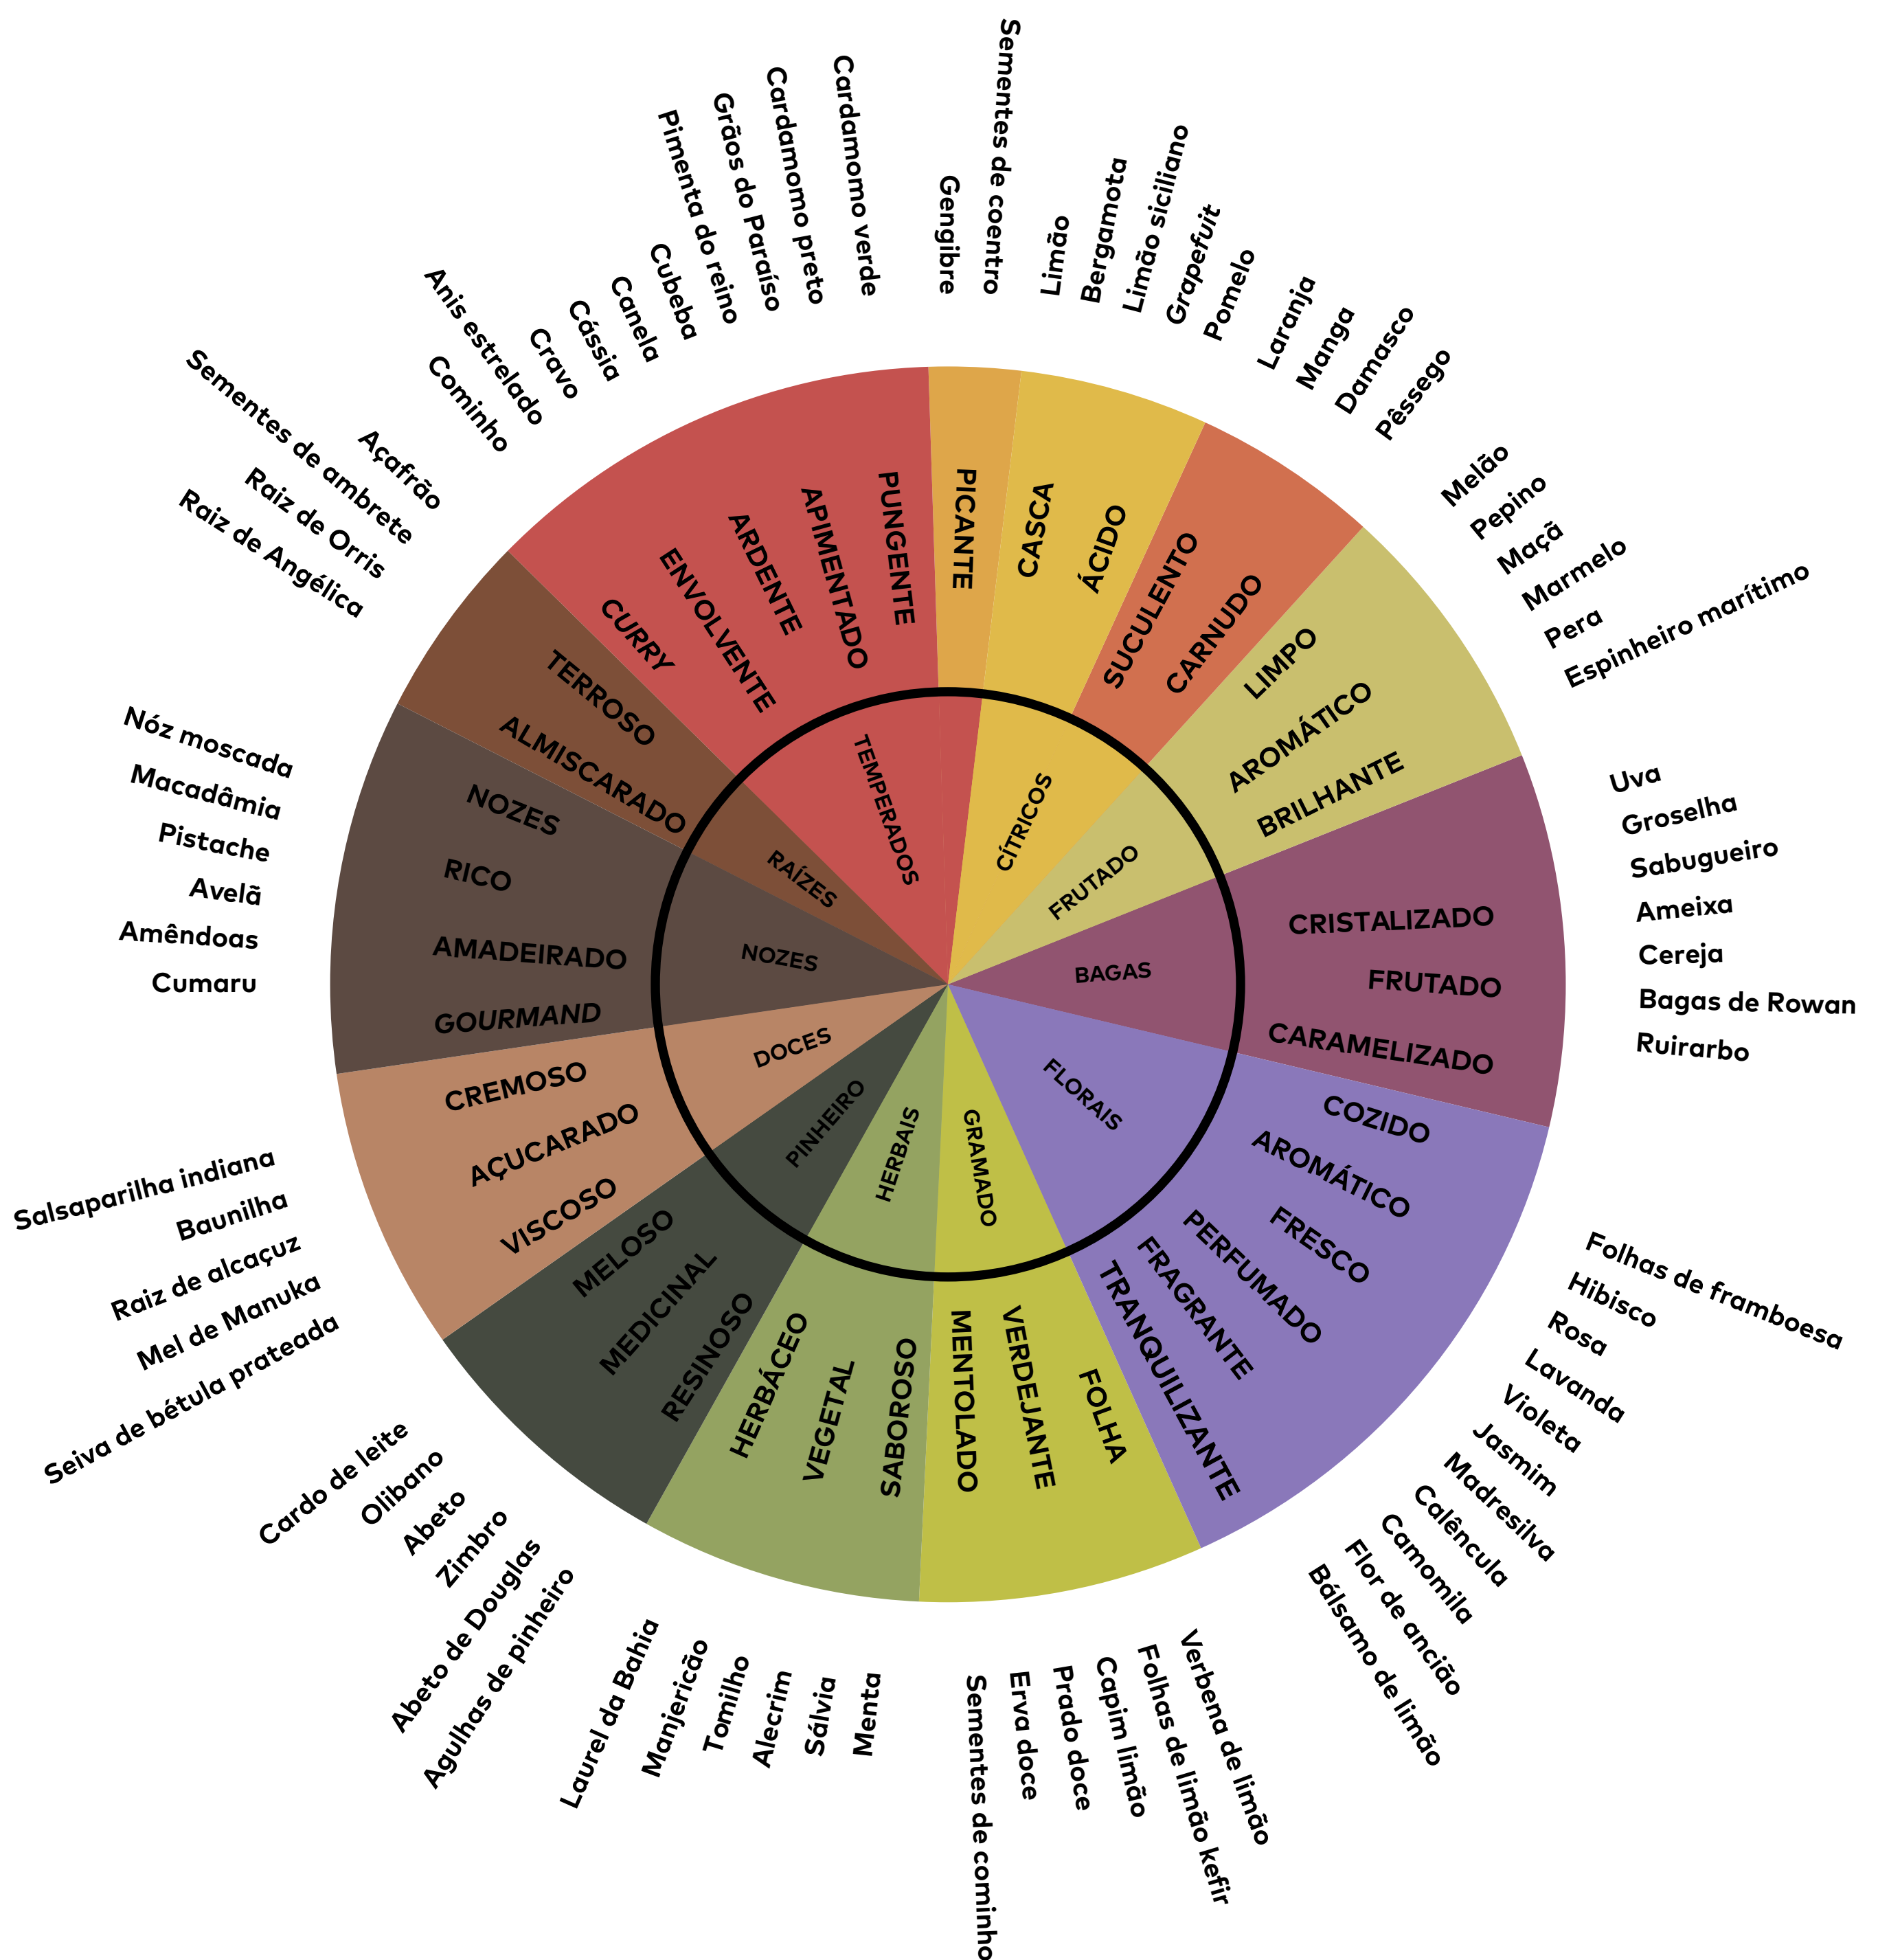 TEMPERADOS
CÍTRICOS
FRUTADO
BAGAS
FLORAIS
GRAMADO
HERBAIS
PINHEIRO
DOCES
NOZES
RAÍZES
PICANTE
CASCA
ÁCIDO
SUCULENTO
CARNUDO
LIMPO
AROMÁTICO
BRILHANTE
CRISTALIZADO
FRUTADO
CARAMELIZADO
COZIDO
AROMÁTICO
FRESCO
PERFUMADO
FRAGRANTE
TRANQUILIZANTE
FOLHA
VERDEJANTE
MENTOLADO
SABOROSO
VEGETAL
HERBÁCEO
RESINOSO
MEDICINAL
MELOSO
VISCOSO
AÇUCARADO
CREMOSO
GOURMAND
AMADEIRADO
RICO
NOZES
ALMISCARADO
TERROSO
CURRY
ENVOLVENTE
ARDENTE
APIMENTADO
PUNGENTE
Gengibre
Sementes de coentro
Limão
Bergamota
Limão siciliano
Grapefuit
Pomelo
Laranja
Manga
Damasco
Pêssego
Melão
Pepino
Maçã
Marmelo
Pera
Espinheiro marítimo
Uva
Groselha
Sabugueiro
Ameixa
Cereja
Bagas de Rowan
Ruirarbo
Folhas de framboesa
Hibisco
Rosa
Lavanda
Violeta
Jasmim
Madresilva
Calêncula
Camomila
Flor de ancião
Bálsamo de limão
Verbena de limão
Folhas de limão kefir
Capim limão
Prado doce
Erva doce
Sementes de cominho
Menta
Sálvia
Alecrim
Tomilho
Manjericão
Laurel da Bahia
Agulhas de pinheiro
Abeto de Douglas
Zimbro
Abeto
Olibano
Cardo de leite
Seiva de bétula prateada
Mel de Manuka
Raiz de alcaçuz
Baunilha
Salsaparilha indiana
Cumaru
Amêndoas
Avelã
Pistache
Macadâmia
Nóz moscada
Raiz de Angélica
Raiz de Orris
Sementes de ambrete
Açafrão
Cominho
Anis estrelado
Cravo
Cássia
Canela
Cubeba
Pimenta do reino
Grãos do Paraíso
Cardamomo preto
Cardamomo verde